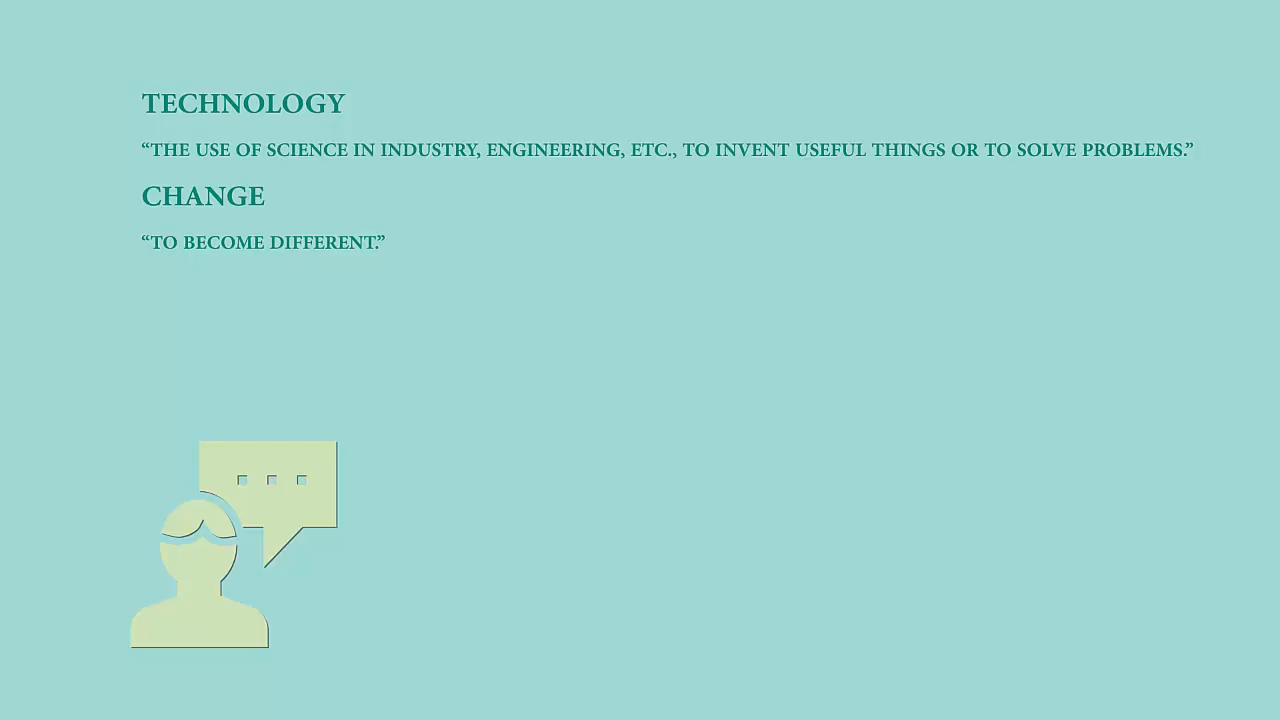 TECHNOLOGY
“THE USE OF SCIENCE IN INDUSTRY, ENGINEERING, ETC., TO INVENT USEFUL THINGS OR TO SOLVE PROBLEMS.”
CHANGE
“TO BECOME DIFFERENT.”